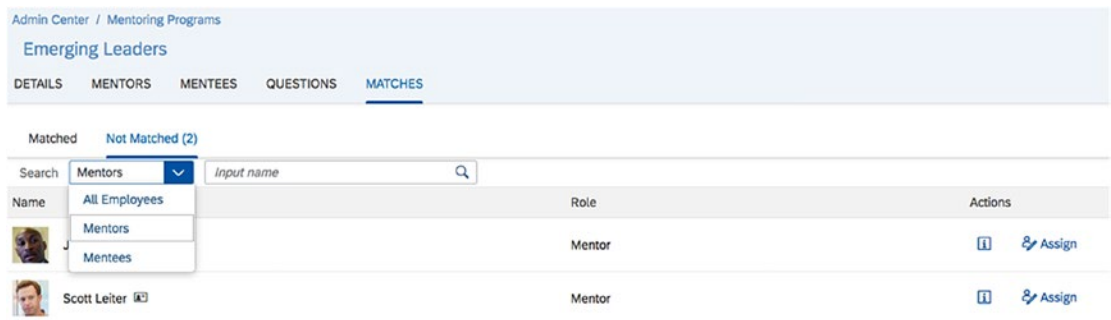 Admin Center / Mentoring Programs
Emerging Leaders
DETAILS MENTORS MENTEES QUESTIONS MATCHES
Matched Not Matched (2)
Search Mentors Input name
Name All Employees Role Actions
Mentors
Mentor Assign
Mentees
Scott Leiter Mentor Assign